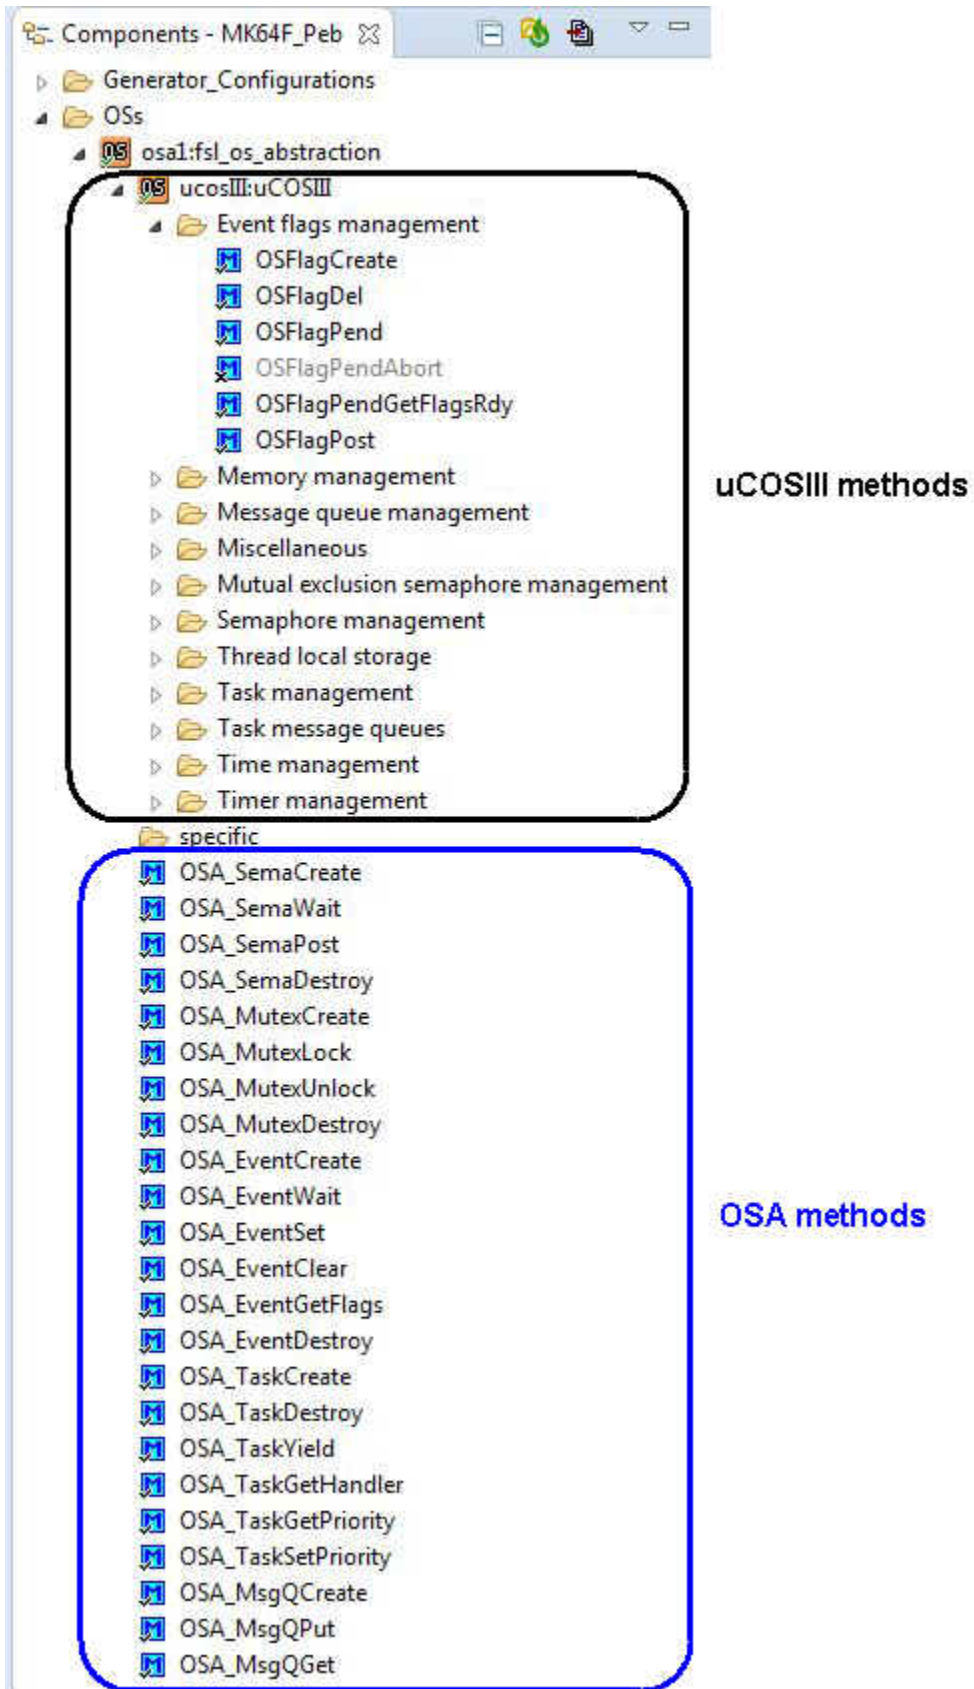 Components - MK64F_Peb
Generator_Configurations
OSs
osa1:fsl_os_abstraction
ucosIII:uCOSIII
Event flags management
OSFlagCreate
OSFlagDel
OSFlagPend
OSFlagPendAbort
OSFlagPendGetFlagsRdy
OSFlagPost
Memory management
uCOSIII methods
Message queue management
Miscellaneous
Mutual exclusion semaphore management
Semaphore management
Thread local storage
Task management
Task message queues
Time management
Timer management
specific
OSA_SemaCreate
OSA_SemaWait
OSA_SemaPost
OSA_SemaDestroy
OSA_MutexCreate
OSA_MutexLock
OSA_MutexUnlock
OSA_MutexDestroy
OSA_EventCreate
OSA_EventWait
OSA methods
OSA_EventSet
OSA_EventClear
OSA_EventGetFlags
OSA_EventDestroy
OSA_TaskCreate
OSA_TaskDestroy
OSA_TaskYield
OSA_TaskGetHandler
OSA_TaskGetPriority
OSA_TaskSetPriority
OSA_MsgQCreate
OSA_MsgQPut
OSA_MsgQGet